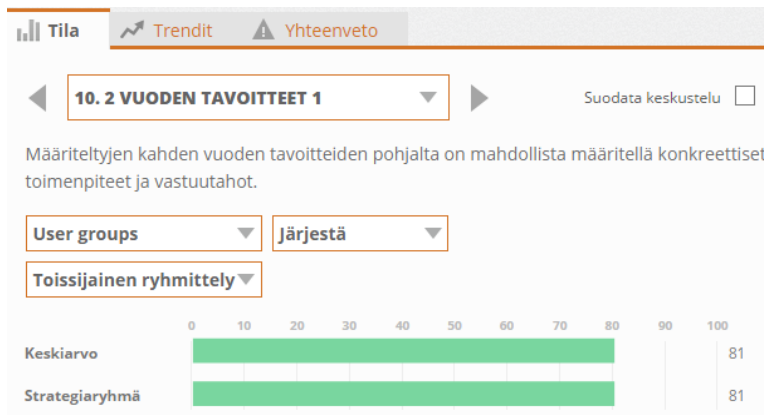 Tila Trendit Yhteenveto
10. 2 VUODEN TAVOITTEET 1 Suodata keskustelu
Määriteltyjen kahden vuoden tavoitteiden pohjalta on mahdollista määritellä konkreettiset
toimenpiteet ja vastuutahot.
User groups Järjestä
Toissijainen ryhmittely
0 10 20 30 40 50 60 70 80 90 100
Keskiarvo 81
Strategiaryhmä 81